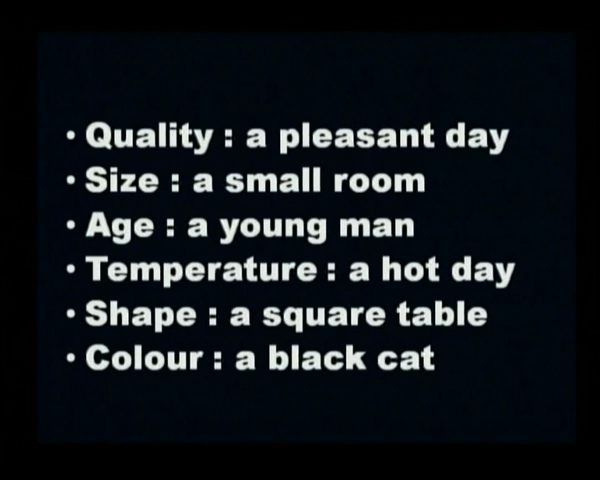 • Quality : a pleasant day
• Size : a small room
• Age : a young man
• Temperature : a hot day
• Shape : a square table
• Colour : a black cat